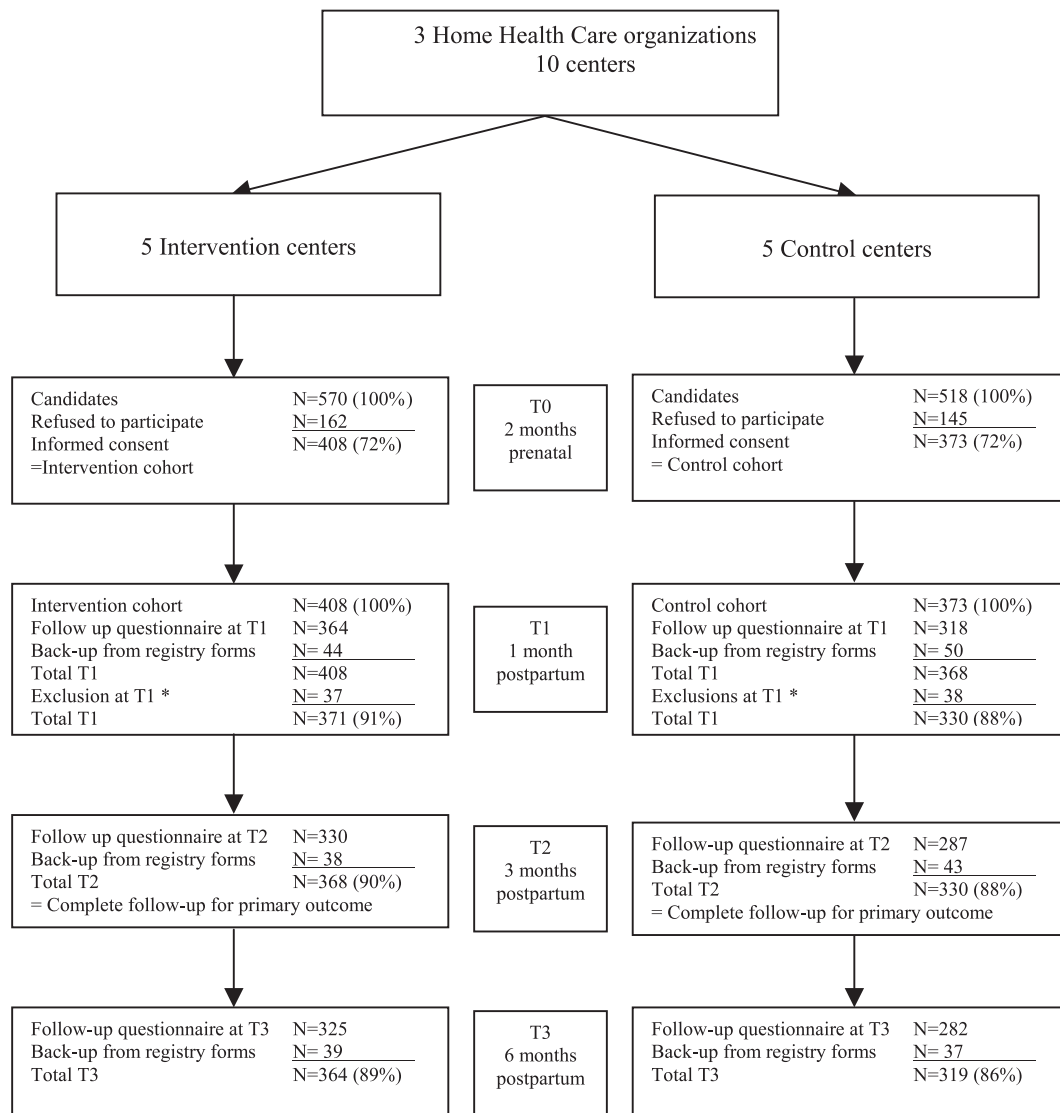 3 Home Health Care organizations
10 centers
5 Intervention centers
5 Control centers
Candidates N=570 (100%)
Refused to participate N=162
Informed consent N=408 (72%)
=Intervention cohort
T0
2 months
prenatal
Candidates N=518 (100%)
Refused to participate N=145
Informed consent N=373 (72%)
= Control cohort
Intervention cohort N=408 (100%)
Follow up questionnaire at T1 N=364
Back-up from registry forms N= 44
Total T1 N=408
Exclusion at T1 * N= 37
Total T1 N=371 (91%)
T1
1 month
postpartum
Control cohort N=373 (100%)
Follow up questionnaire at T1 N=318
Back-up from registry forms N= 50
Total T1 N=368
Exclusions at T1 * N= 38
Total T1 N=330 (88%)
Follow up questionnaire at T2 N=330
Back-up from registry forms N= 38
Total T2 N=368 (90%)
= Complete follow-up for primary outcome
T2
3 months
postpartum
Follow-up questionnaire at T2 N=287
Back-up from registry forms N= 43
Total T2 N=330 (88%)
= Complete follow-up for primary outcome
Follow-up questionnaire at T3 N=325
Back-up from registry forms N= 39
Total T3 N=364 (89%)
T3
6 months
postpartum
Follow-up questionnaire at T3 N=282
Back-up from registry forms N= 37
Total T3 N=319 (86%)